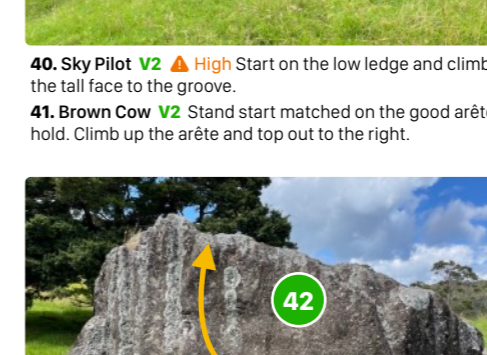 40. Sky Pilot V2 High Start on the low ledge and climb
the tall face to the groove.
41. Brown Cow V2 Stand start matched on the good
hold. Climb up the arête and top out to the right.
42